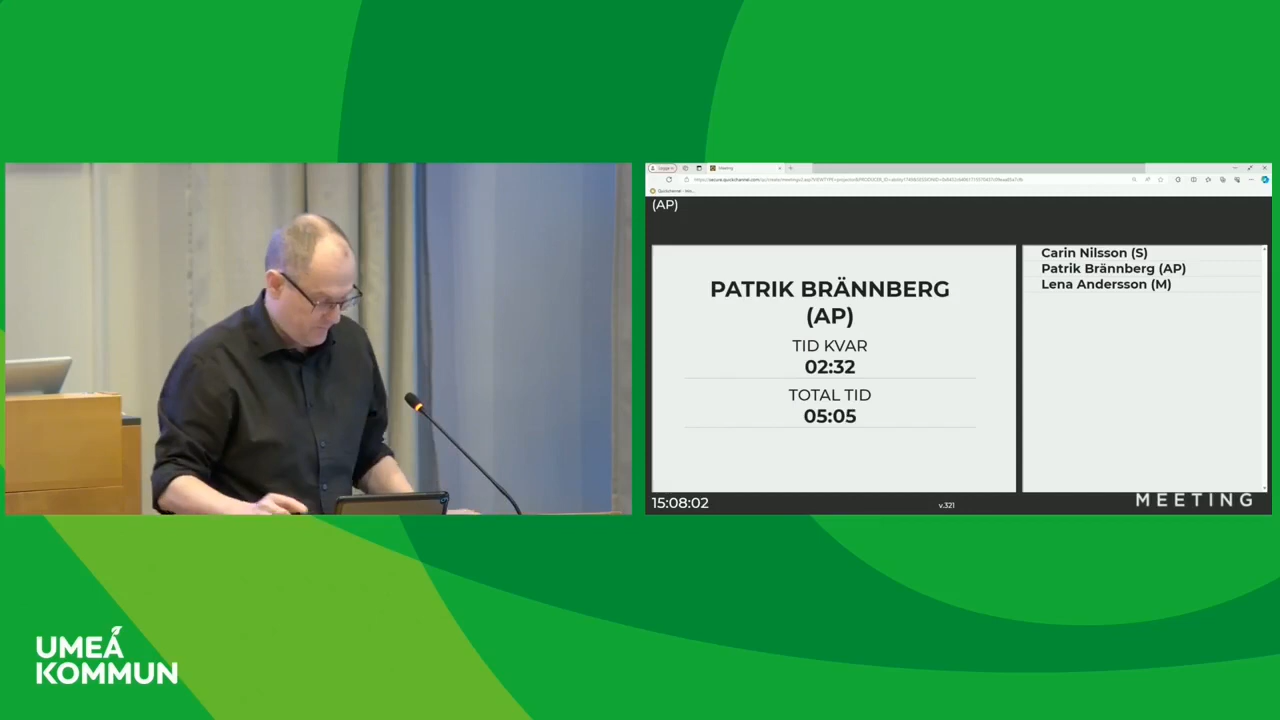 Meeting
(AP)
PATRIK BRÄNNBERG
(AP)
TID KVAR
02:32
TOTAL TID
05:05
Carin Nilsson (S)
Patrik Brännberg (AP)
Lena Andersson (M)
15:08:02
v.321
MEETING
UMEÅ
KOMMUN